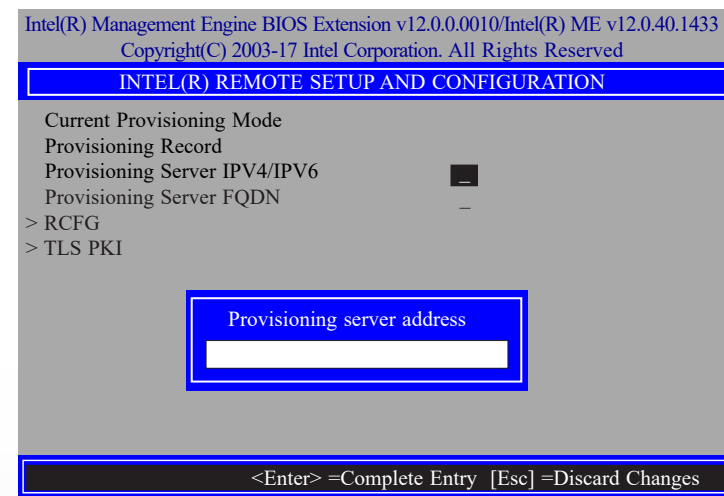 Intel(R) Management Engine BIOS Extension v12.0.0.0010/Intel(R) ME v12.0.40.1433
Copyright(C) 2003-17 Intel Corporation. All Rights Reserved
INTEL(R) REMOTE SETUP AND CONFIGURATION
Current Provisioning Mode
Provisioning Record
Provisioning Server IPV4/IPV6 _
Provisioning Server FQDN _
> RCFG
> TLS PKI
Provisioning server address
<Enter> =Complete Entry [Esc] =Discard Changes